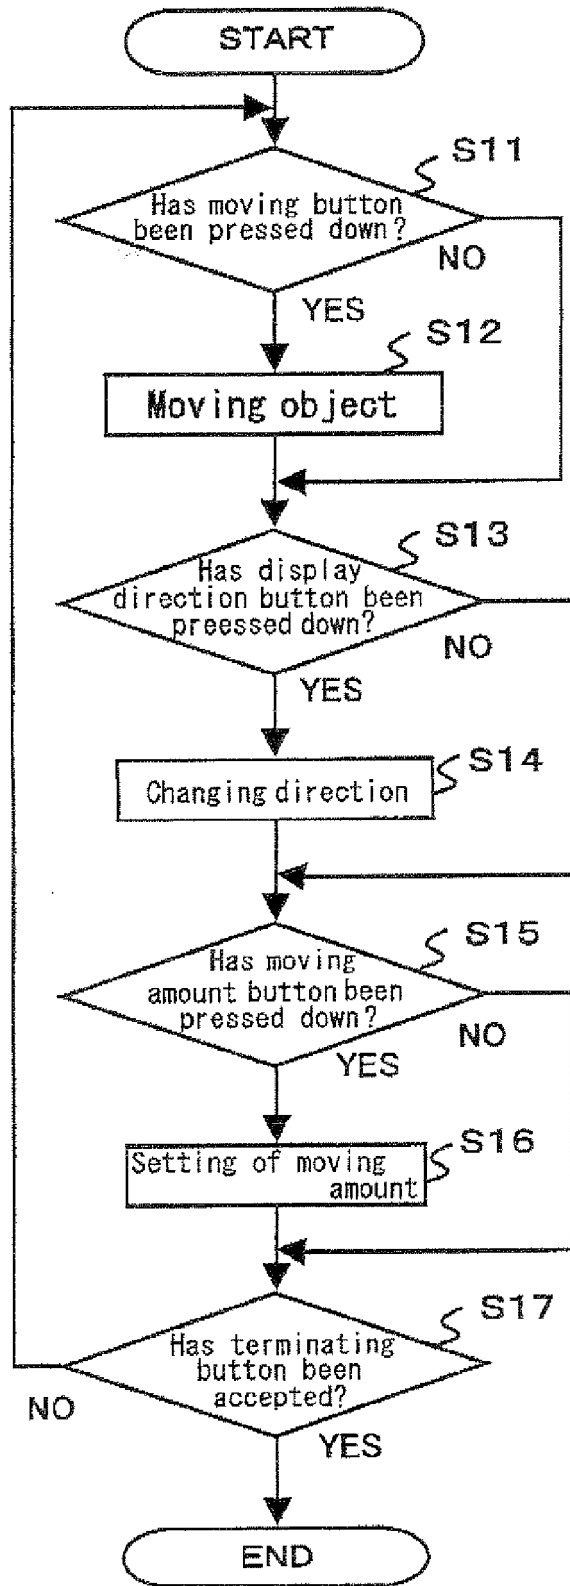 START
S11
Has moving button
been pressed down?
NO
YES
S12
Moving object
S13
Has display
direction button been
preessed down?
NO
YES
S14
Changing direction
S15
Has moving
amount button been
pressed down?
NO
YES
S16
Setting of moving
amount
S17
Has terminating
button been
accepted?
NO
YES
END